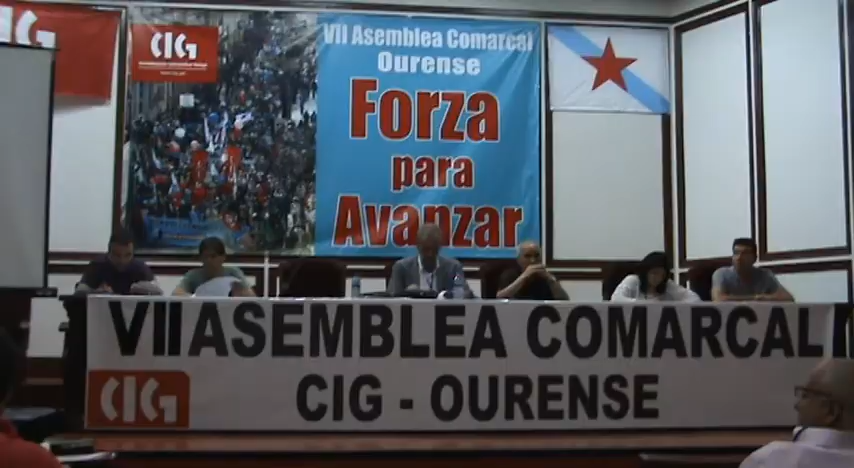 CIG
CIG
VII Asemblea Comarcal
Ourense
Forza
para
Avanzar
VII ASEMBLEA COMARCAL
CIG
CIG - OURENSE